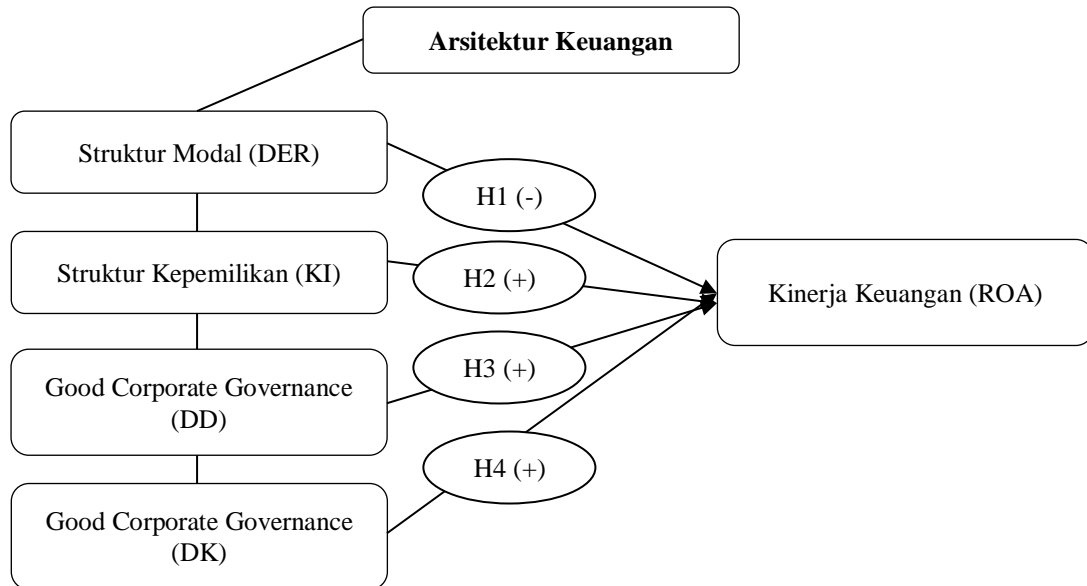 Arsitektur Keuangan
Struktur Modal (DER)
H1 (-)
Struktur Kepemilikan (KI)
H2 (+)
Kinerja Keuangan (ROA)
H3 (+)
Good Corporate Governance
(DD)
H4 (+)
Good Corporate Governance
(DK)